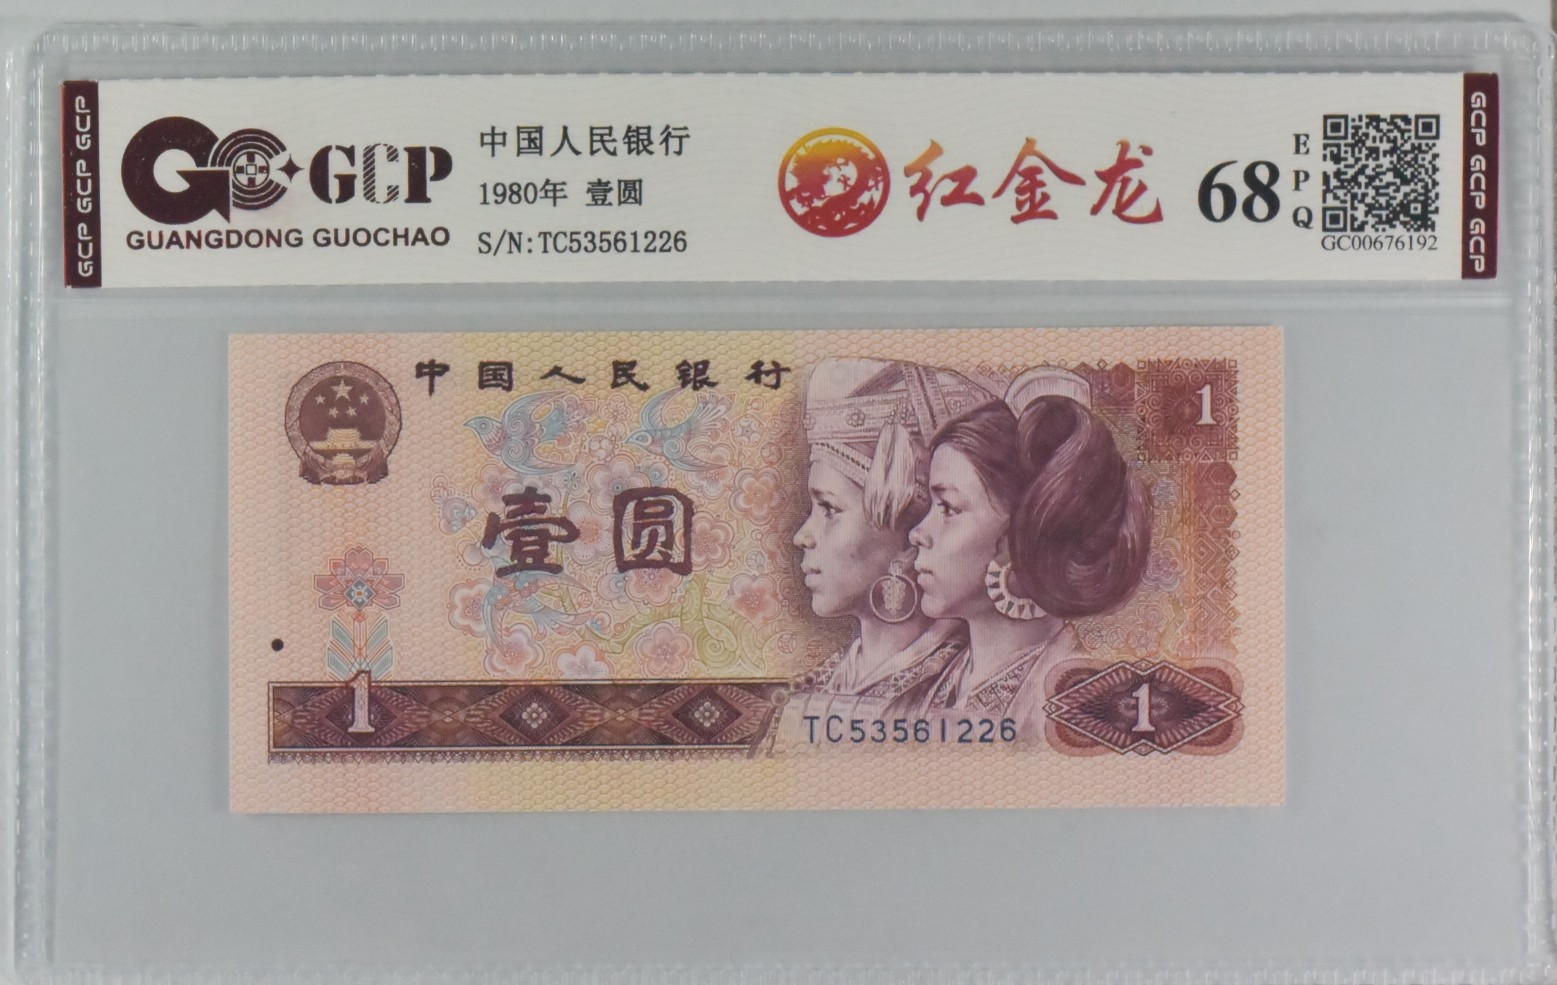 GCP GCP GCP
GCP
GUANGDONG GUOCHAO
中国人民银行
1980年 壹圆
S/N:TC53561226
红金龙
68
EPQ
GC00676192
GCP GCP GCP
中国人民银行
1
壹圆
1
TC53561226
1